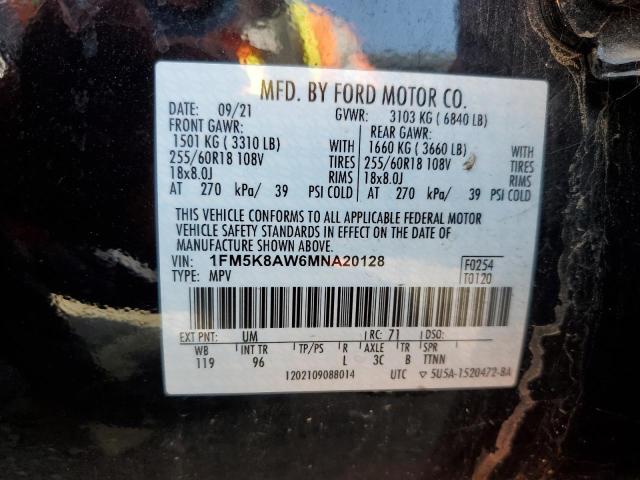 MFD. BY FORD MOTOR CO.
DATE: 09/21 GVWR: 3103 KG ( 6840 LB)
FRONT GAWR: REAR GAWR:
1501 KG ( 3310 LB) WITH 1660 KG ( 3660 LB) WITH
255/60R18 108V TIRES 255/60R18 108V TIRES
18x8.0J RIMS 18x8.0J RIMS
AT 270 kPa/ 39 PSI COLD AT 270 kPa/ 39 PSI COLD
THIS VEHICLE CONFORMS TO ALL APPLICABLE FEDERAL MOTOR
VEHICLE SAFETY STANDARDS IN EFFECT ON THE DATE OF
MANUFACTURE SHOWN ABOVE.
VIN: 1FM5K8AW6MNA20128 F0254
TYPE: MPV T0120
EXT PNT: UM RC: 71 DSO:
WB INT TR TP/PS R AXLE TR SPR
119 96 L 3C B TTNN
1202109088014 UTC ▽ 5U5A-1520472-8A